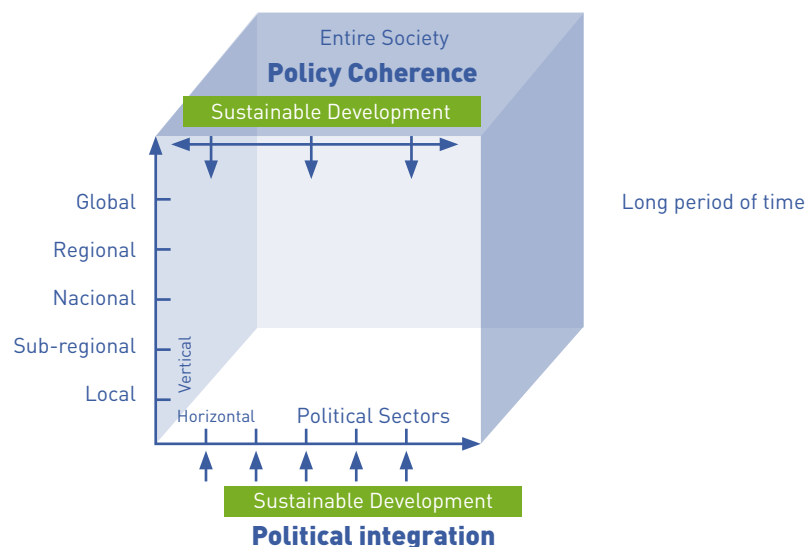 Entire Society
Policy Coherence
Sustainable Development
Global
Long period of time
Regional
Nacional
Sub-regional
Vertical
Local
Horizontal
Political Sectors
Sustainable Development
Political integration